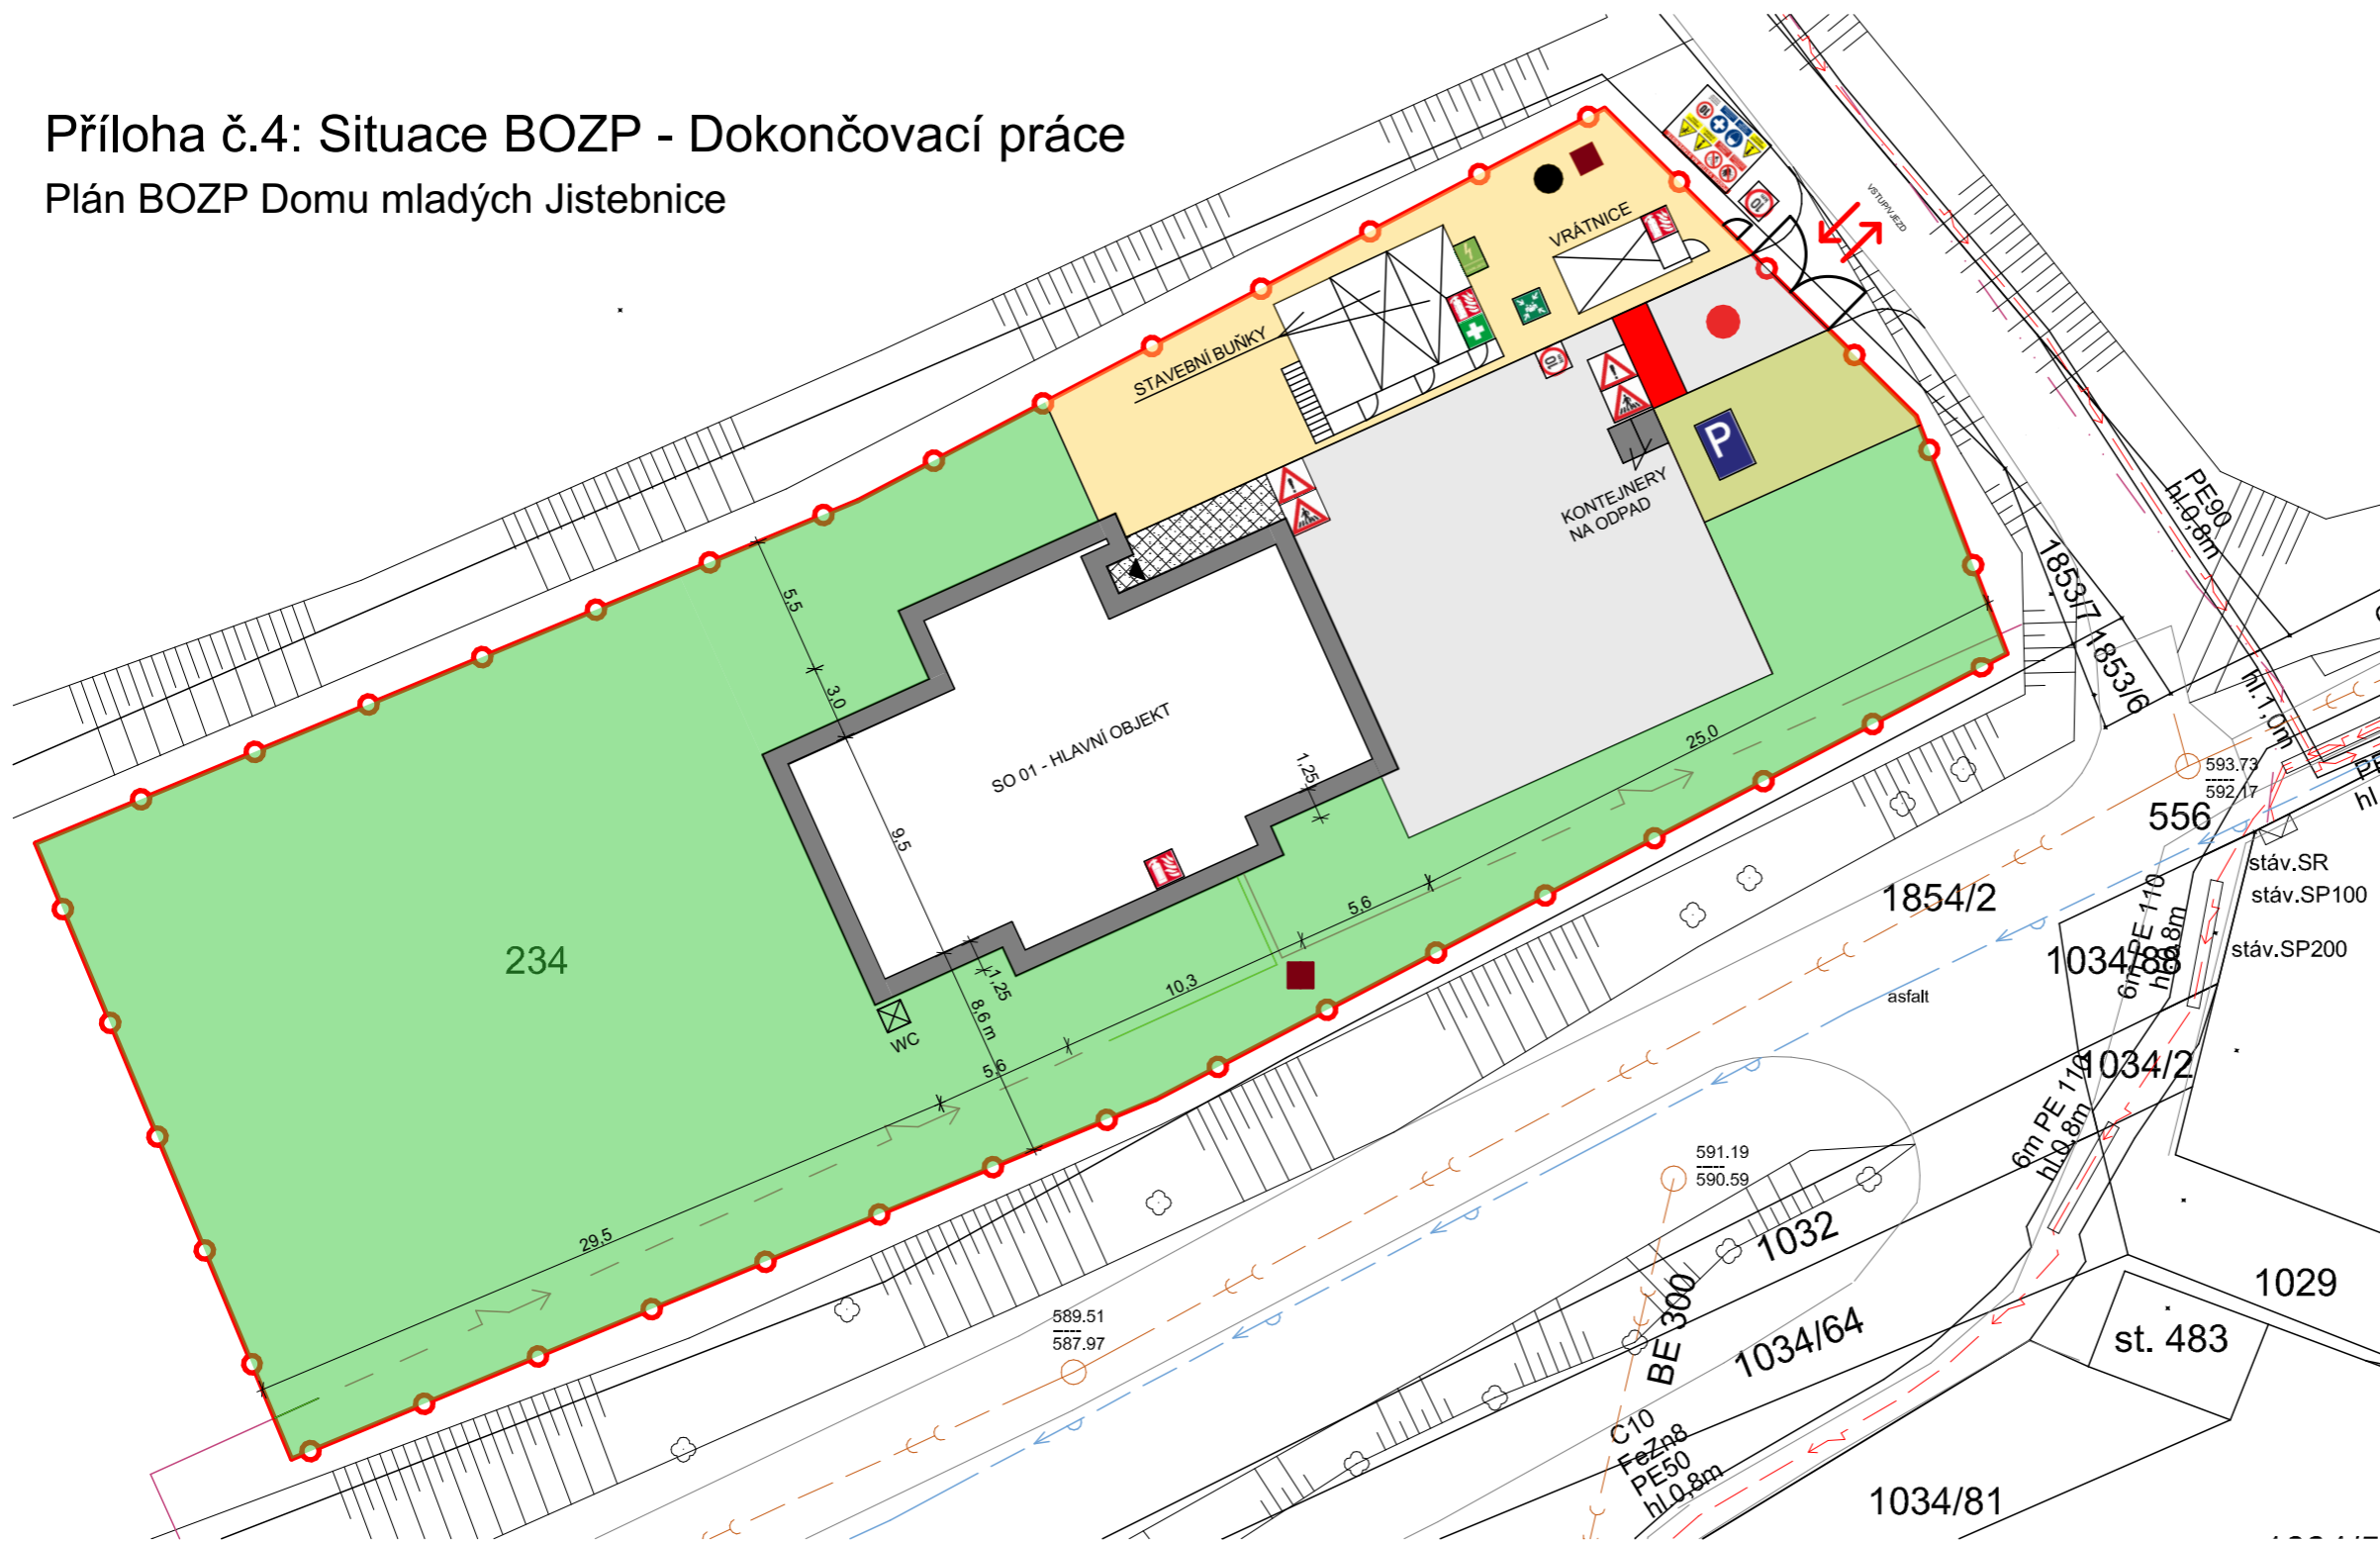 Příloha č.4: Situace BOZP - Dokončovací práce
Plán BOZP Domu mladých Jistebnice
VSTUP/VJEZD
10
VRÁTNICE
STAVEBNÍ BUŇKY
10
P
KONTEJNERY
NA ODPAD
PE90
hl.0,8m
1853/7
1853/6
hl.1,0m
5,5
3,0
SO 01 - HLAVNÍ OBJEKT
1,25
25,0
9,5
593.73
592.17
556
hl
stáv.SR
stáv.SP100
stáv.SP200
1854/2
1034/88
6m PE 110
hl.0,8m
asfalt
234
5,6
10,3
1,25
8,6 m
WC
5,6
1034/2
6m PE 110
hl.0,8m
29,5
591.19
590.59
1032
1029
589.51
587.97
BE 300
1034/64
st. 483
C10
FeZn8
PE50
hl.0,8m
1034/81